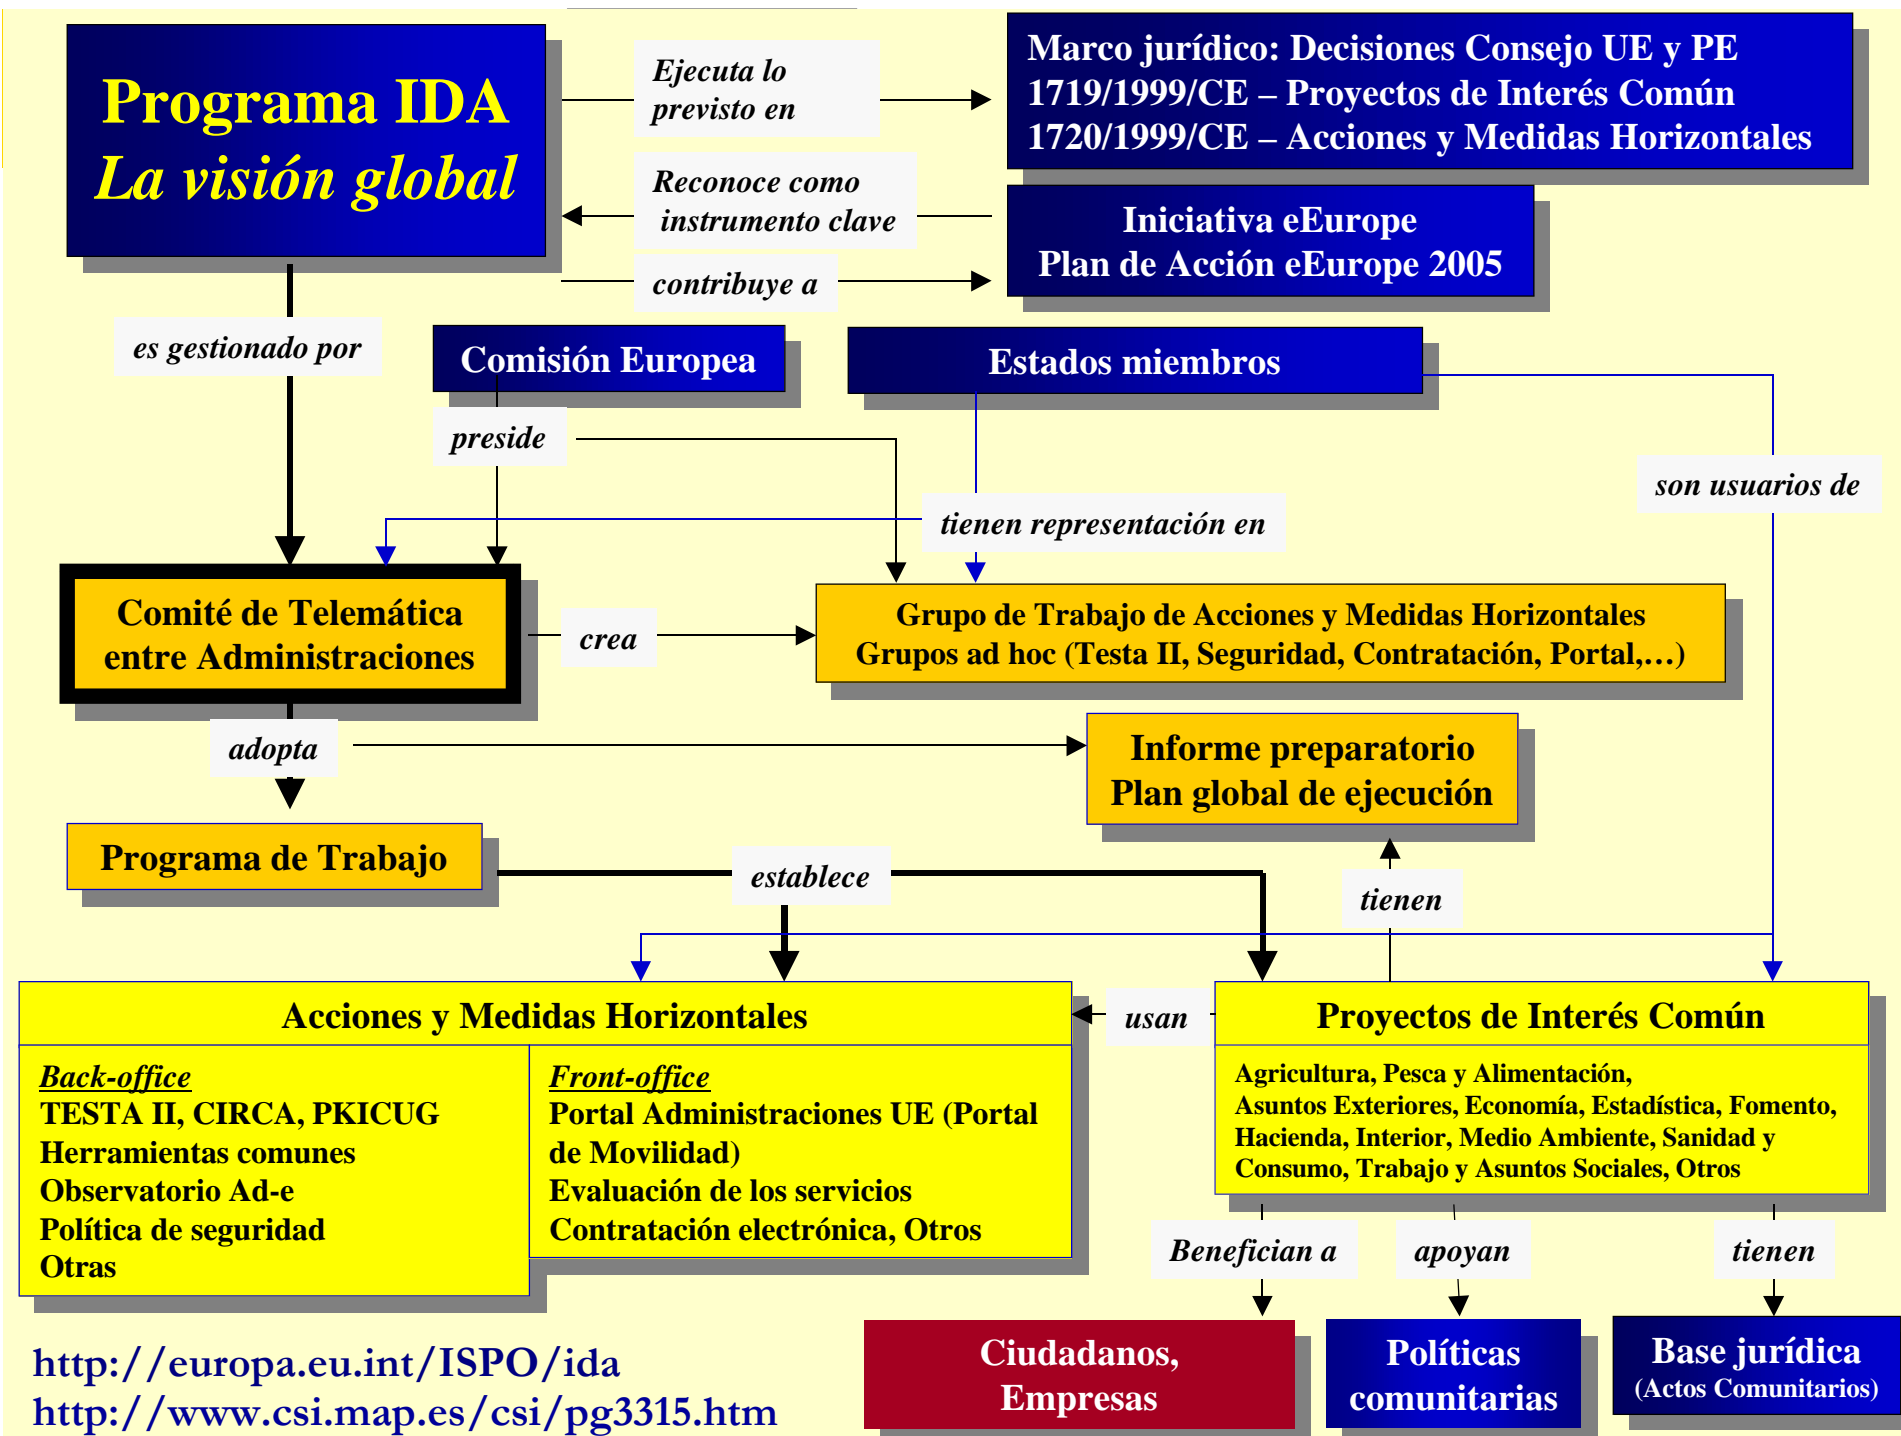 Programa IDA
La visión global
Ejecuta lo
previsto en
Marco jurídico: Decisiones Consejo UE y PE
1719/1999/CE – Proyectos de Interés Común
1720/1999/CE – Acciones y Medidas Horizontales
Reconoce como
instrumento clave
contribuye a
Iniciativa eEurope
Plan de Acción eEurope 2005
es gestionado por
Comisión Europea
Estados miembros
preside
son usuarios de
tienen representación en
Comité de Telemática
entre Administraciones
crea
Grupo de Trabajo de Acciones y Medidas Horizontales
Grupos ad hoc (Testa II, Seguridad, Contratación, Portal,…)
adopta
Informe preparatorio
Plan global de ejecución
Programa de Trabajo
establece
tienen
Acciones y Medidas Horizontales
usan
Proyectos de Interés Común
Back-office
TESTA II, CIRCA, PKICUG
Herramientas comunes
Observatorio Ad-e
Política de seguridad
Otras
Front-office
Portal Administraciones UE (Portal
de Movilidad)
Evaluación de los servicios
Contratación electrónica, Otros
Agricultura, Pesca y Alimentación,
Asuntos Exteriores, Economía, Estadística, Fomento,
Hacienda, Interior, Medio Ambiente, Sanidad y
Consumo, Trabajo y Asuntos Sociales, Otros
Benefician a
apoyan
tienen
Ciudadanos,
Empresas
Políticas
comunitarias
Base jurídica
(Actos Comunitarios)
http://europa.eu.int/ISPO/ida
http://www.csi.map.es/csi/pg3315.htm